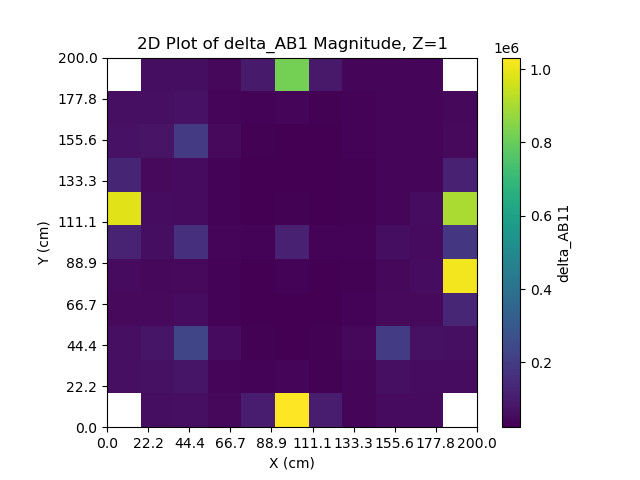 2D Plot of delta_AB1 Magnitude, Z=1
1e6
200.0
177.8
155.6
133.3
111.1
88.9
66.7
44.4
22.2
0.0
Y (cm)
0.0 22.2 44.4 66.7 88.9 111.1 133.3 155.6 177.8 200.0
X (cm)
1.0
0.8
0.6
0.4
0.2
delta_AB11